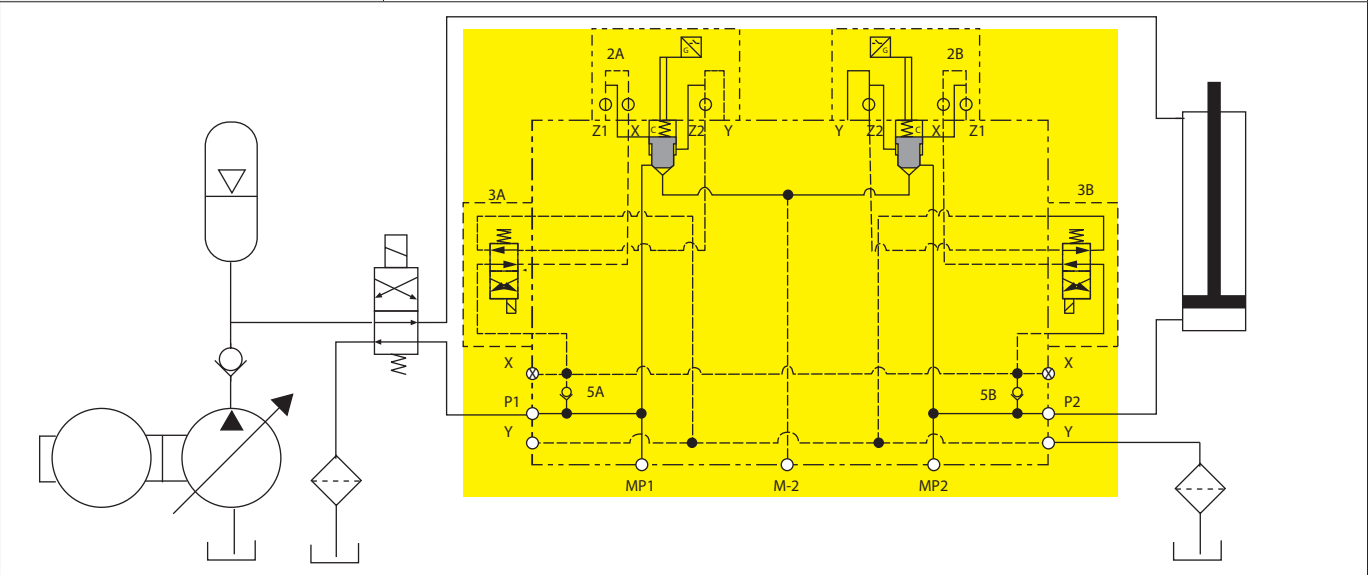 G G
2A 2B
Z1 X C Z2 Y Y Z2 C X Z1
3A 3B
X X
5A 5B
P1 P2
Y Y
MP1 M-2 MP2